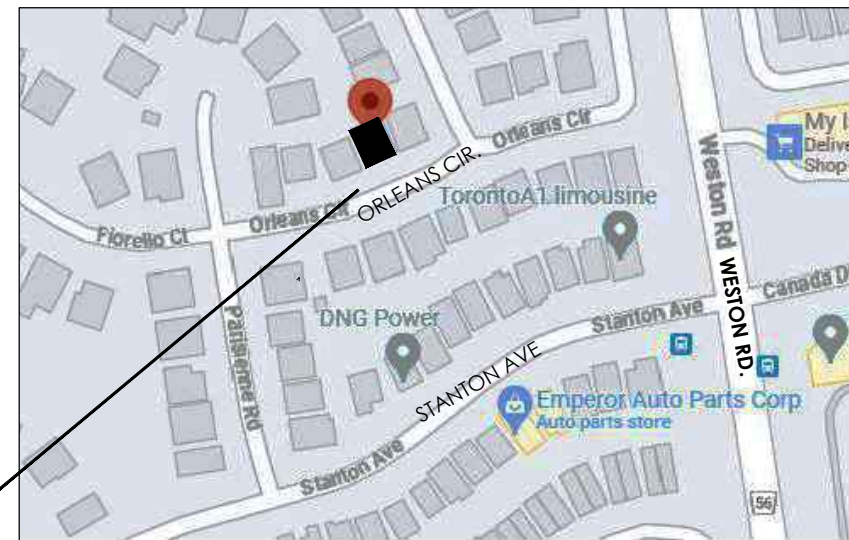 My I
Delive
Shop
Orleans Cir
ORLEANS CIR.
Orleans Cir
Fiorello Ct
TorontoA1 limousine
Weston Rd
WESTON RD.
Canada D
Stanton Ave
DNG Power
Parisienne Rd
STANTON AVE
Emperor Auto Parts Corp
Auto parts store
Stanton Ave
56